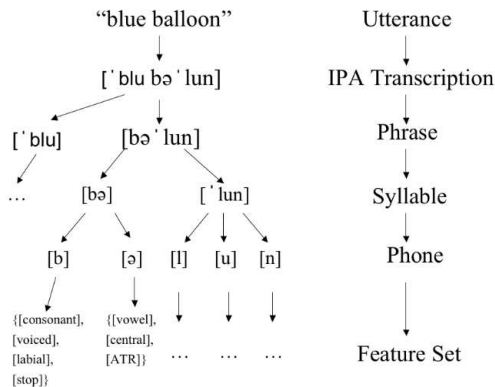 “blue balloon” Utterance
[ˈblu bəˈlun] IPA Transcription
[ˈblu] [bəˈlun] Phrase
… [bə] [ˈlun] Syllable
[b] [ə] [l] [u] [n] Phone
{[consonant],
[voiced],
[labial],
[stop]}
{[vowel],
[central],
[ATR]}
… … … Feature Set